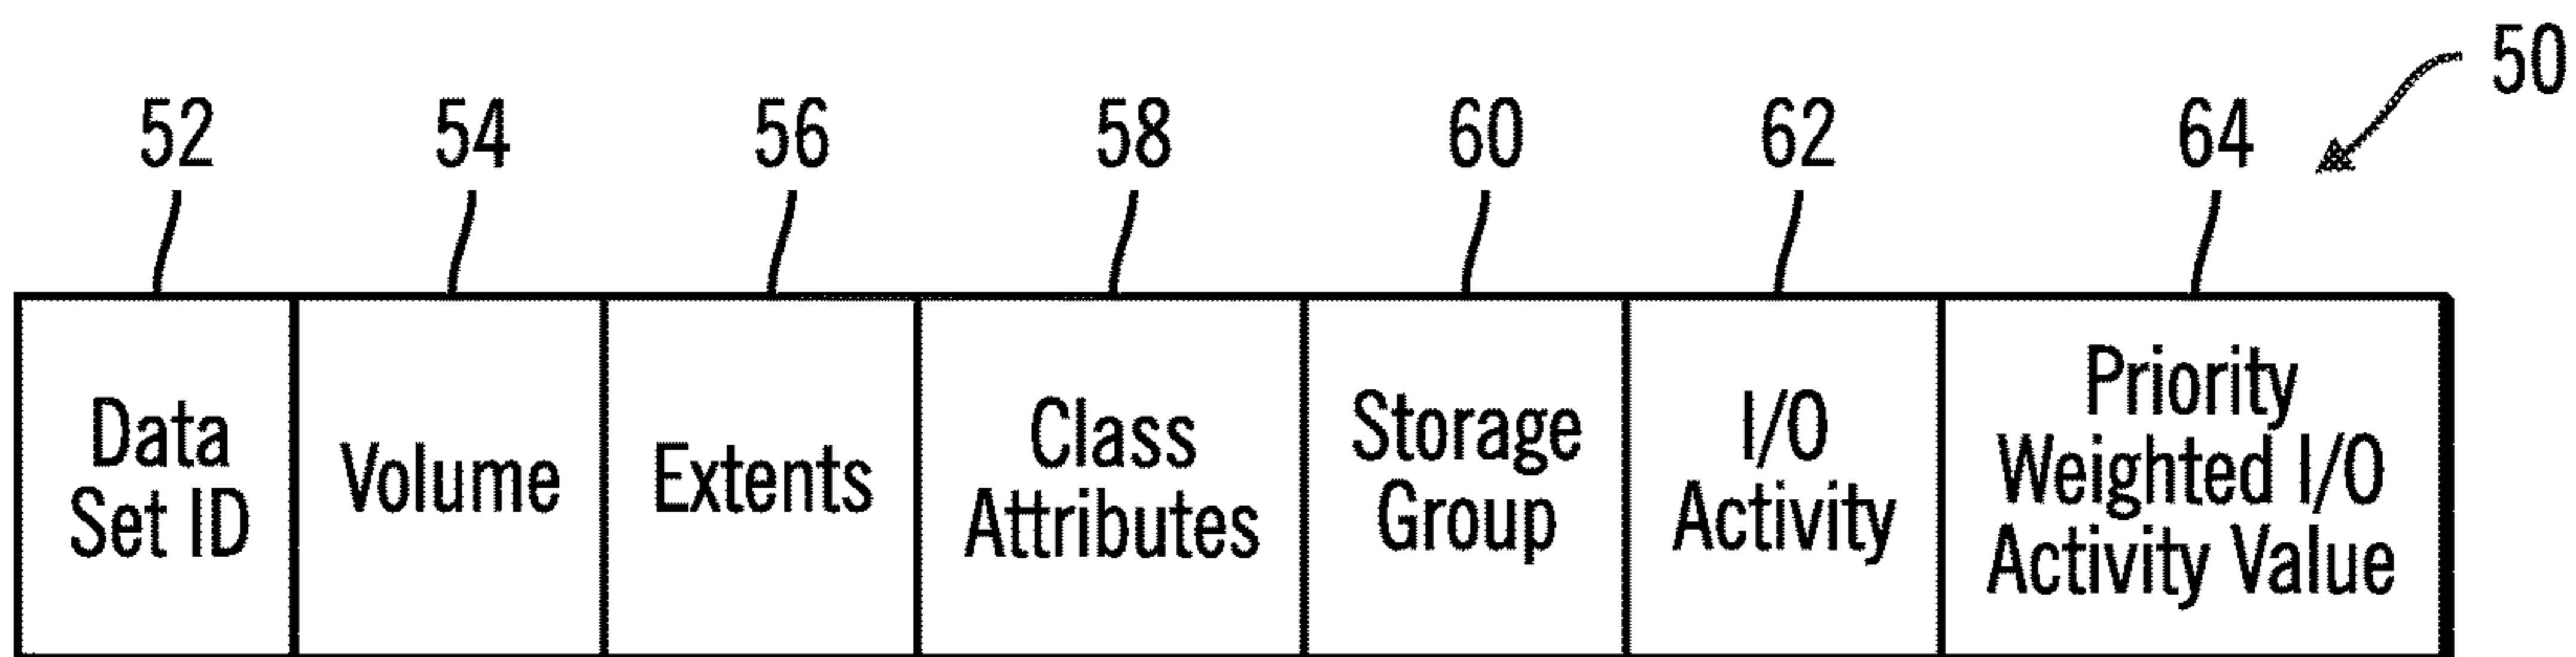 50
52 54 56 58 60 62 64
Data
Set ID
Volume
Extents
Class
Attributes
Storage
Group
I/O
Activity
Priority
Weighted I/O
Activity Value